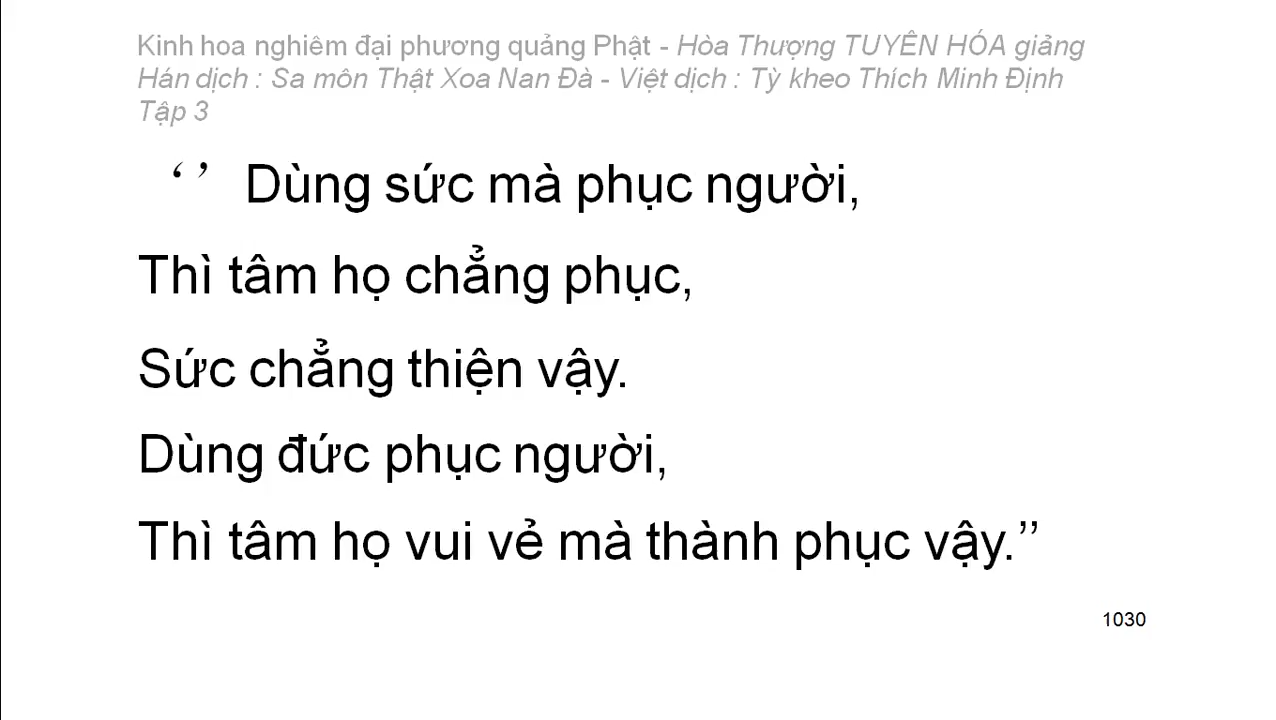 Kinh hoa nghiêm đại phương quảng Phật - Hòa Thượng TUYÊN HÓA giảng
Hán dịch : Sa môn Thật Xoa Nan Đà - Việt dịch : Tỳ kheo Thích Minh Định
Tập 3
‘’ Dùng sức mà phục người,
Thì tâm họ chẳng phục,
Sức chẳng thiện vậy.
Dùng đức phục người,
Thì tâm họ vui vẻ mà thành phục vậy.’’
1030